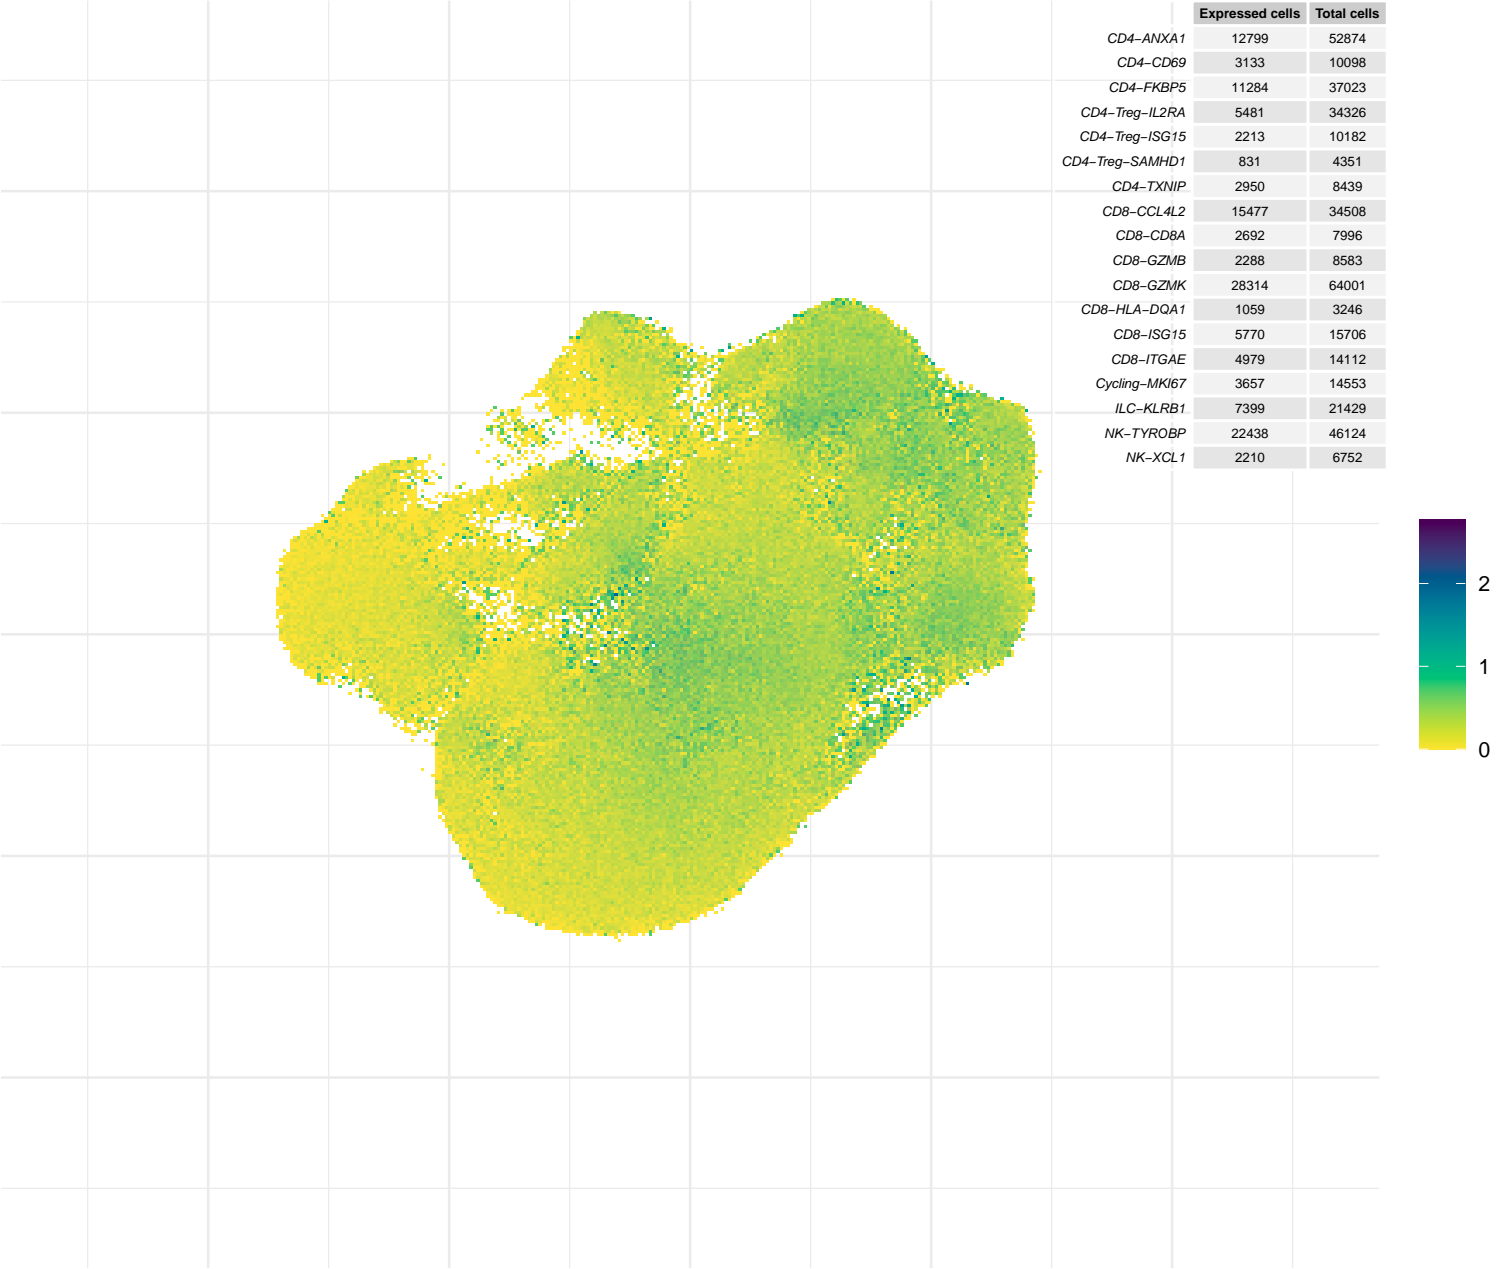 Expressed cells Total cells
CD4−ANXA1 12799 52874
CD4−CD69 3133 10098
CD4−FKBP5 11284 37023
CD4−Treg−IL2RA 5481 34326
CD4−Treg−ISG15 2213 10182
CD4−Treg−SAMHD1 831 4351
CD4−TXNIP 2950 8439
CD8−CCL4L2 15477 34508
CD8−CD8A 2692 7996
CD8−GZMB 2288 8583
CD8−GZMK 28314 64001
CD8−HLA−DQA1 1059 3246
CD8−ISG15 5770 15706
CD8−ITGAE 4979 14112
Cycling−MKI67 3657 14553
ILC−KLRB1 7399 21429
NK−TYROBP 22438 46124
NK−XCL1 2210 6752
2
1
0